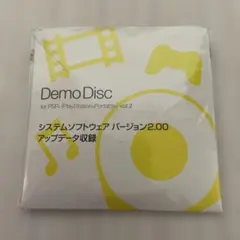 Demo Disc
for PSP (PlayStation Portable) vol.2
システムソフトウェア バージョン2.00
アップデータ収録